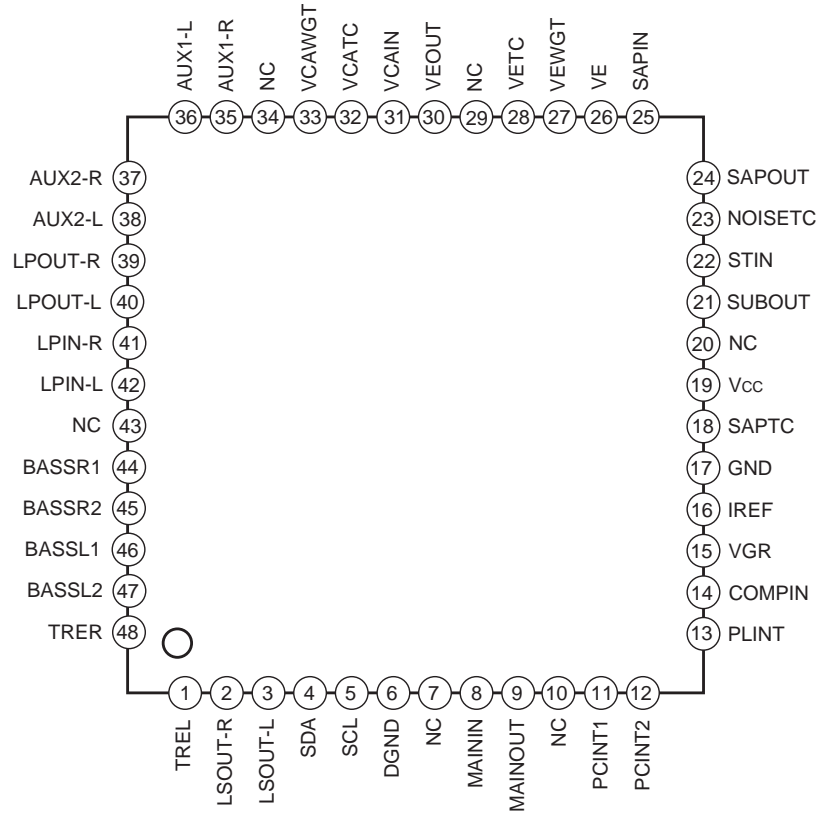 AUX1-L
AUX1-R
NC
VCAWGT
VCATC
VCAIN
VEOUT
NC
VETC
VEWGT
VE
SAPIN
36 35 34 33 32 31 30 29 28 27 26 25
AUX2-R 37
AUX2-L 38
LPOUT-R 39
LPOUT-L 40
LPIN-R 41
LPIN-L 42
NC 43
BASSR1 44
BASSR2 45
BASSL1 46
BASSL2 47
TRER 48
24 SAPOUT
23 NOISETC
22 STIN
21 SUBOUT
20 NC
19 Vcc
18 SAPTC
17 GND
16 IREF
15 VGR
14 COMPIN
13 PLINT
1 2 3 4 5 6 7 8 9 10 11 12
TREL
LSOUT-R
LSOUT-L
SDA
SCL
DGND
NC
MAININ
MAINOUT
NC
PCINT1
PCINT2